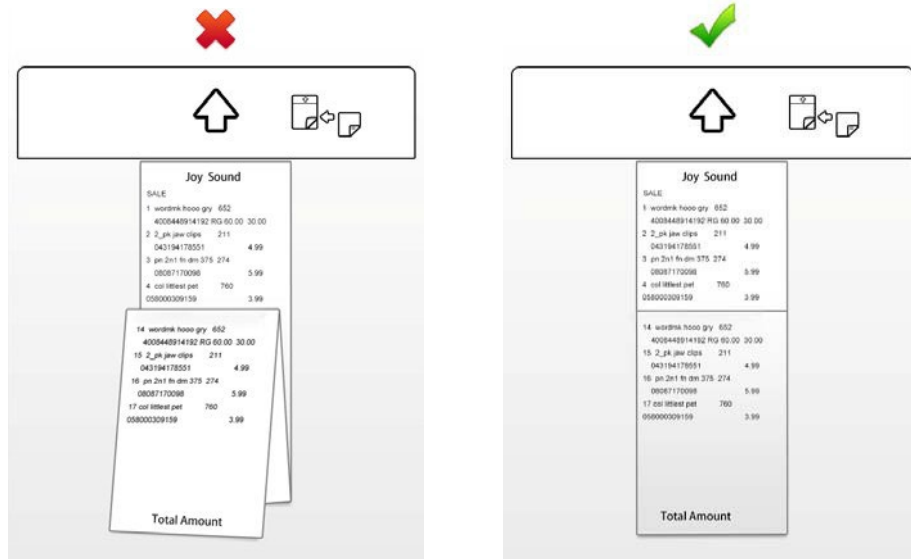 Joy Sound
SALE
1 wordmk hooo gry 652
4008448914192 RG 60.00 30.00
2 2_pk jaw clips 211
043194178551 4.99
3 pn 2n1 fn dm 375 274
08087170098 5.99
4 col littlest pet 760
058000309159 3.99
14 wordmk hooo gry 652
4008448914192 RG 60.00 30.00
15 2_pk jaw clips 211
043194178551 4.99
16 pn 2n1 fn dm 375 274
08087170098 5.99
17 col littlest pet 760
058000309159 3.99
Total Amount
Joy Sound
SALE
1 wordmk hooo gry 652
4008448914192 RG 60.00 30.00
2 2_pk jaw clips 211
043194178551 4.99
3 pn 2n1 fn dm 375 274
08087170098 5.99
4 col littlest pet 760
058000309159 3.99
14 wordmk hooo gry 652
4008448914192 RG 60.00 30.00
15 2_pk jaw clips 211
043194178551 4.99
16 pn 2n1 fn dm 375 274
08087170098 5.99
17 col littlest pet 760
058000309159 3.99
Total Amount